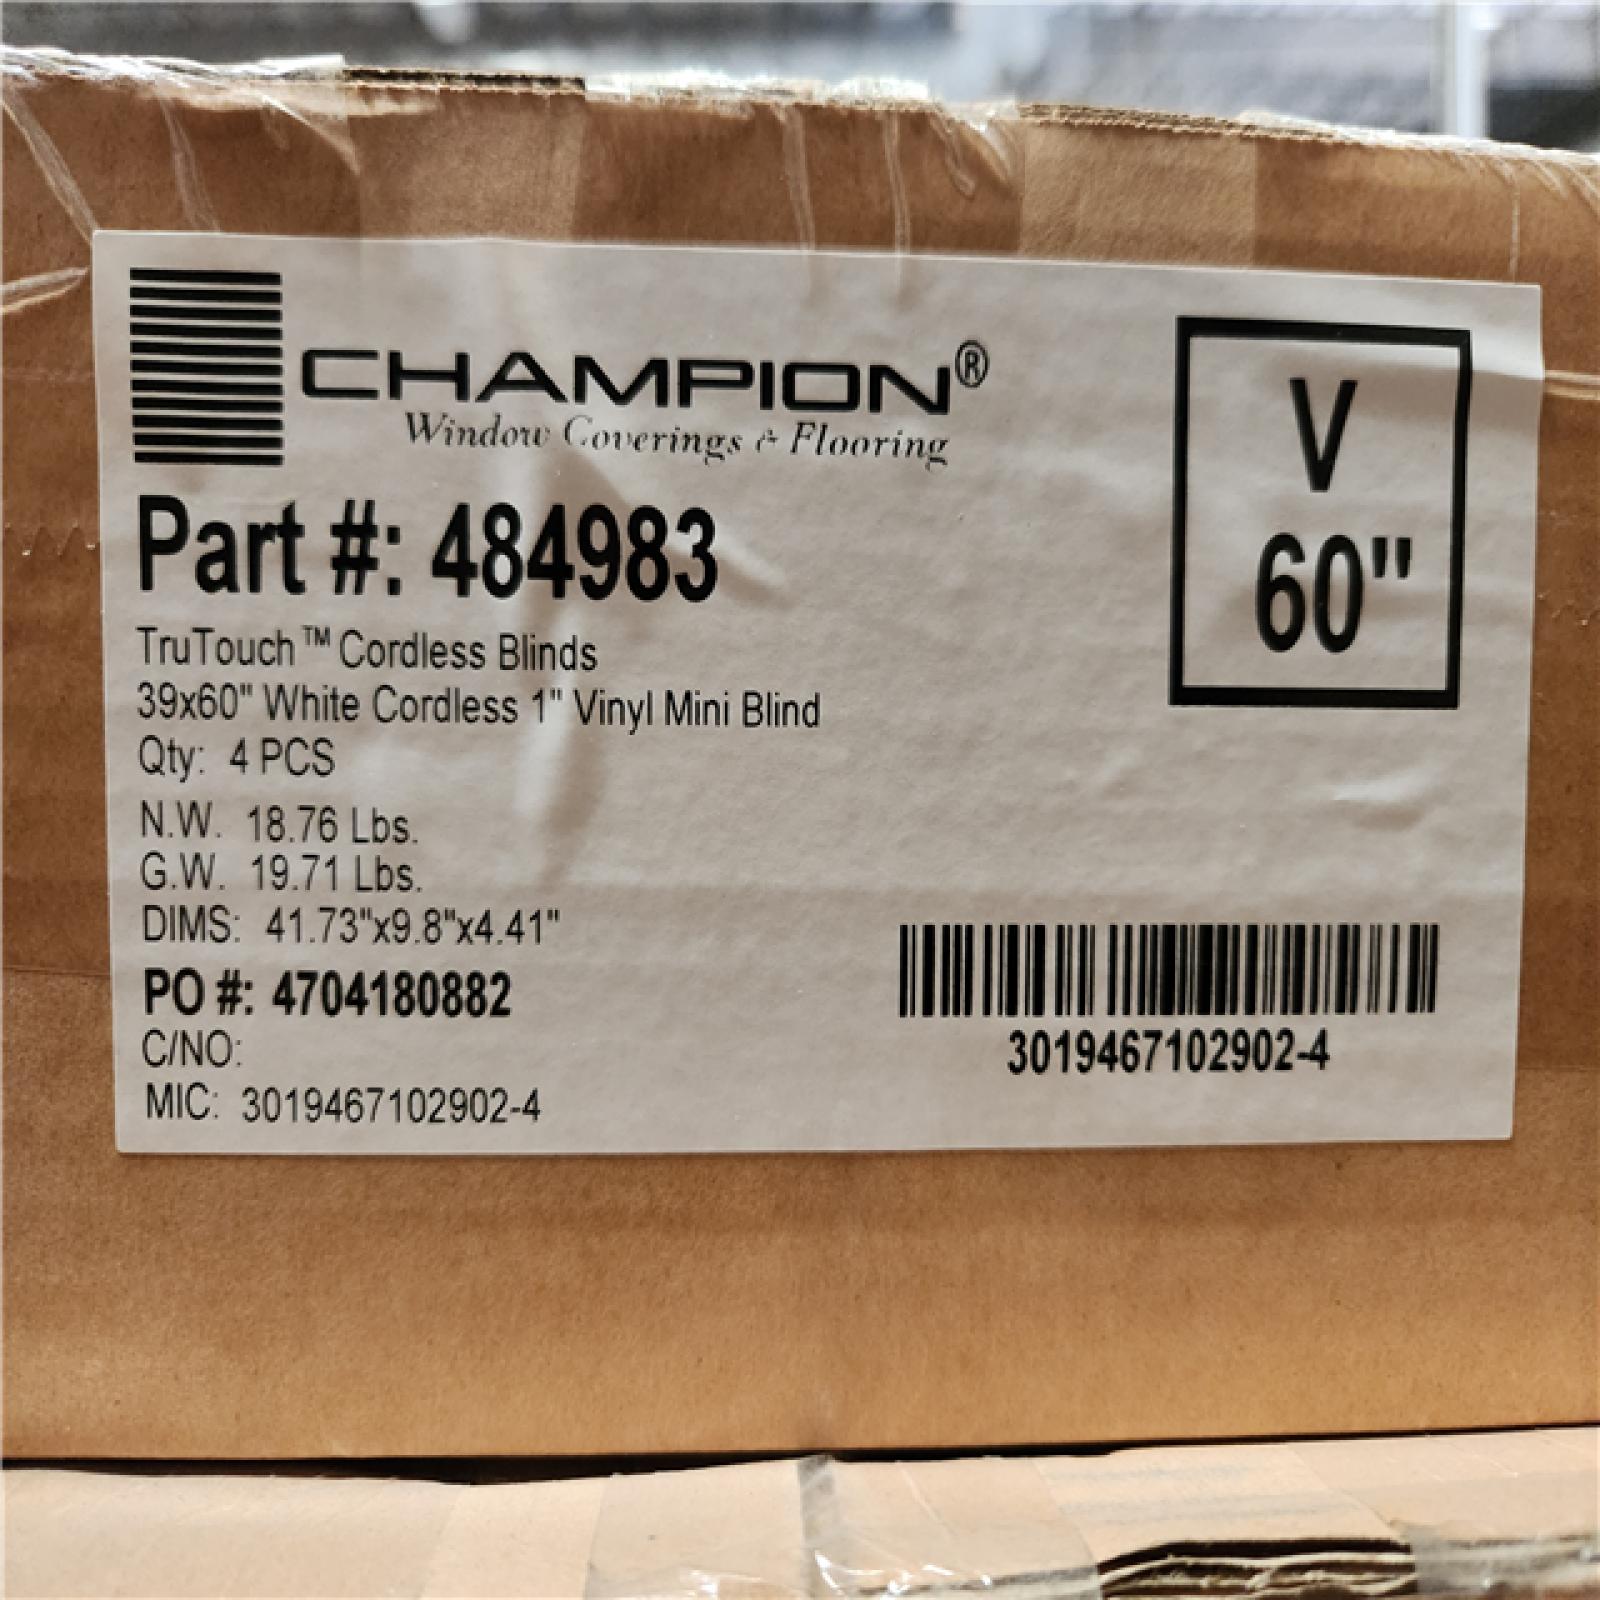 CHAMPION®
Window Coverings & Flooring
V
60"
Part #: 484983
TruTouch™ Cordless Blinds
39x60" White Cordless 1" Vinyl Mini Blind
Qty: 4 PCS
N.W. 18.76 Lbs.
G.W. 19.71 Lbs.
DIMS: 41.73"x9.8"x4.41"
PO #: 4704180882
C/NO:
MIC: 3019467102902-4
3019467102902-4